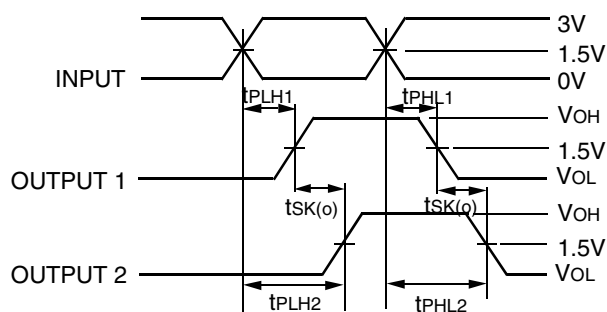 3V
1.5V
INPUT
0V
tPLH1
tPHL1
VOH
1.5V
OUTPUT 1
VOL
tSK(o)
tSK(o)
VOH
1.5V
OUTPUT 2
VOL
tPLH2
tPHL2